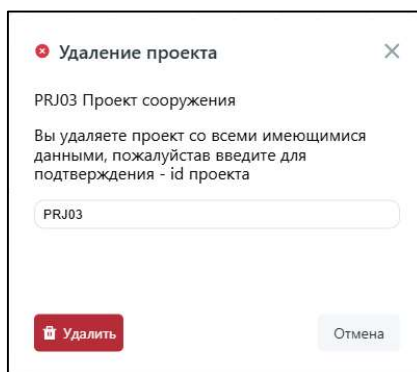 Удаление проекта
PRJ03 Проект сооружения
Вы удаляете проект со всеми имеющимися
данными, пожалуйстав введите для
подтверждения - id проекта
PRJ03
Удалить
Отмена